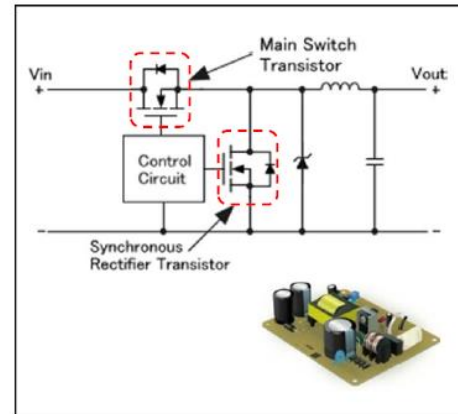 Main Switch
Transistor
Vin
Vout
+
+
Control
Circuit
-
-
Synchronous
Rectifier Transistor